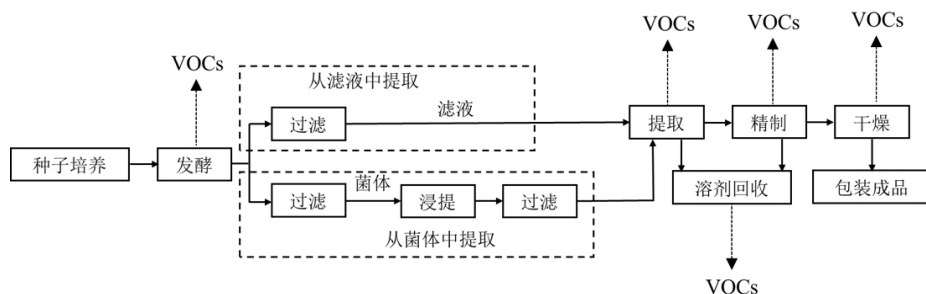 VOCs
VOCs
VOCs
VOCs
从滤液中提取
滤液
过滤
提取
精制
干燥
种子培养
发酵
菌体
过滤
浸提
过滤
溶剂回收
包装成品
从菌体中提取
VOCs